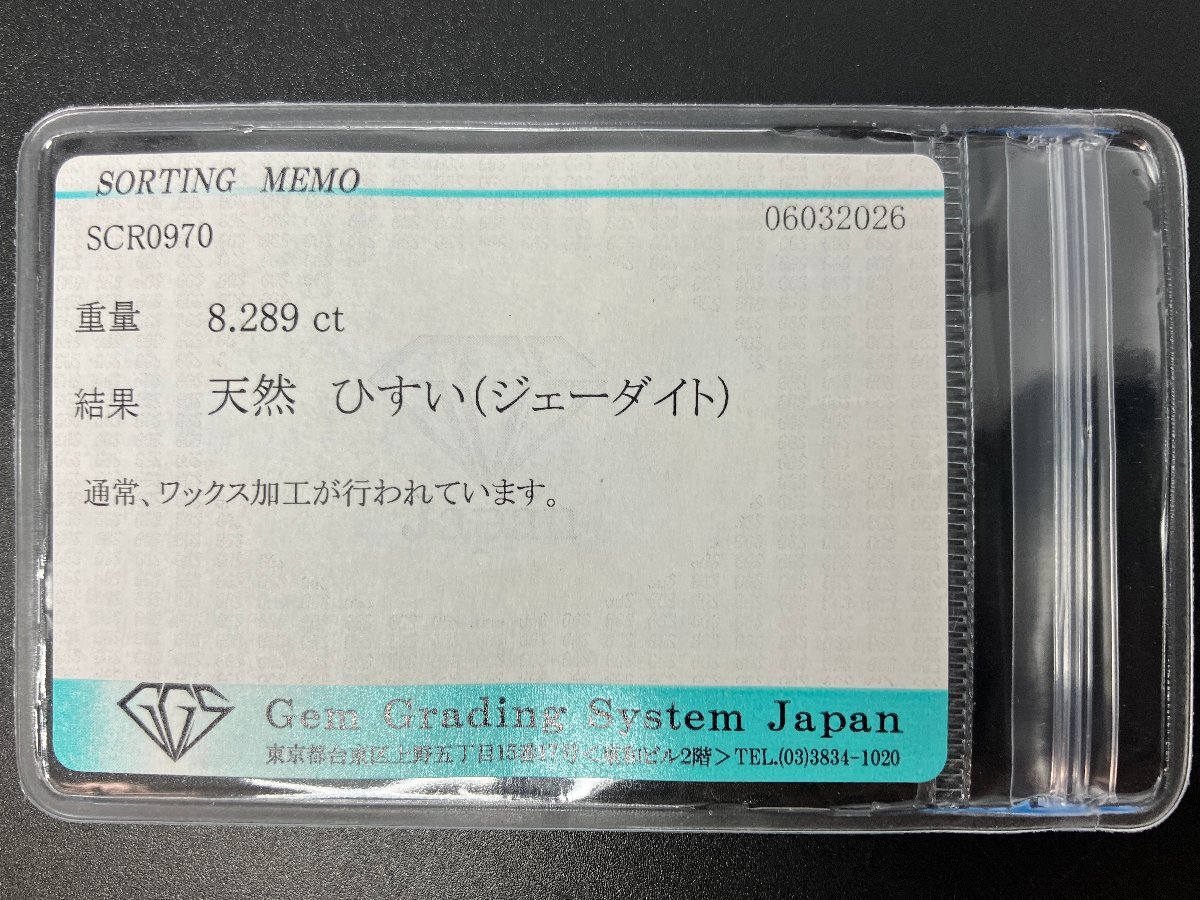 SORTING MEMO
SCR0970
06032026
重量 8.289 ct
結果 天然 ひすい(ジェーダイト)
通常、ワックス加工が行われています。
GGS
Gem Grading System Japan
東京都台東区上野五丁目15番17号 ビル2階>TEL.(03)3834-1020